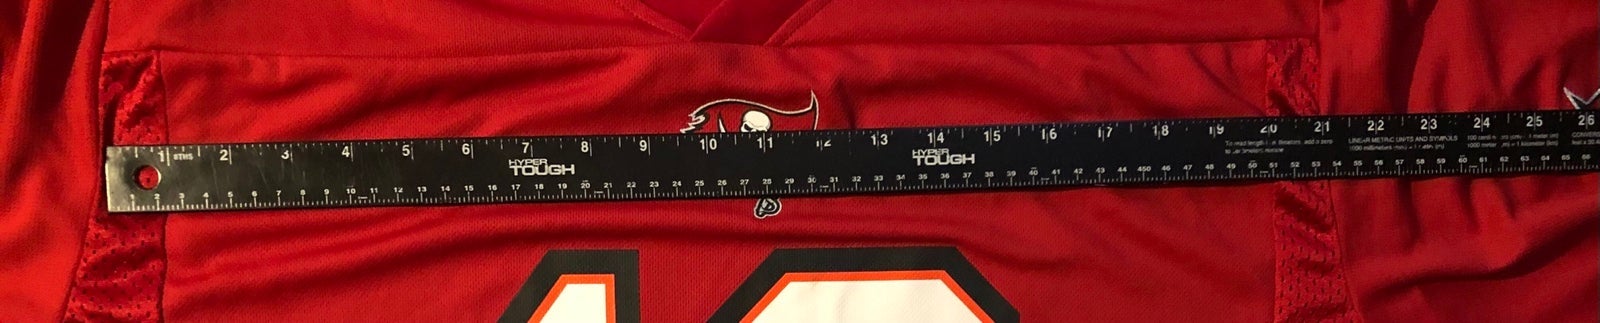 1 8THS 2 3 4 5 6 7 8 9 10 11 12 13 14 15 16 17 18 19 20 21 22 23 24 25 26
HYPER TOUGH
HYPER TOUGH
LINEAR METRIC UNITS AND SYMBOLS
1 2 3 4 5 6 7 8 9 10 11 12 13 14 15 16 17 18 19 20 21 22 23 24 25 26 27 28 29 30 31 32 33 34 35 36 37 38 39 40 41 42 43 44 45 46 47 48 49 50 51 52 53 54 55 56 57 58 59 60 61 62 63 64 65 66